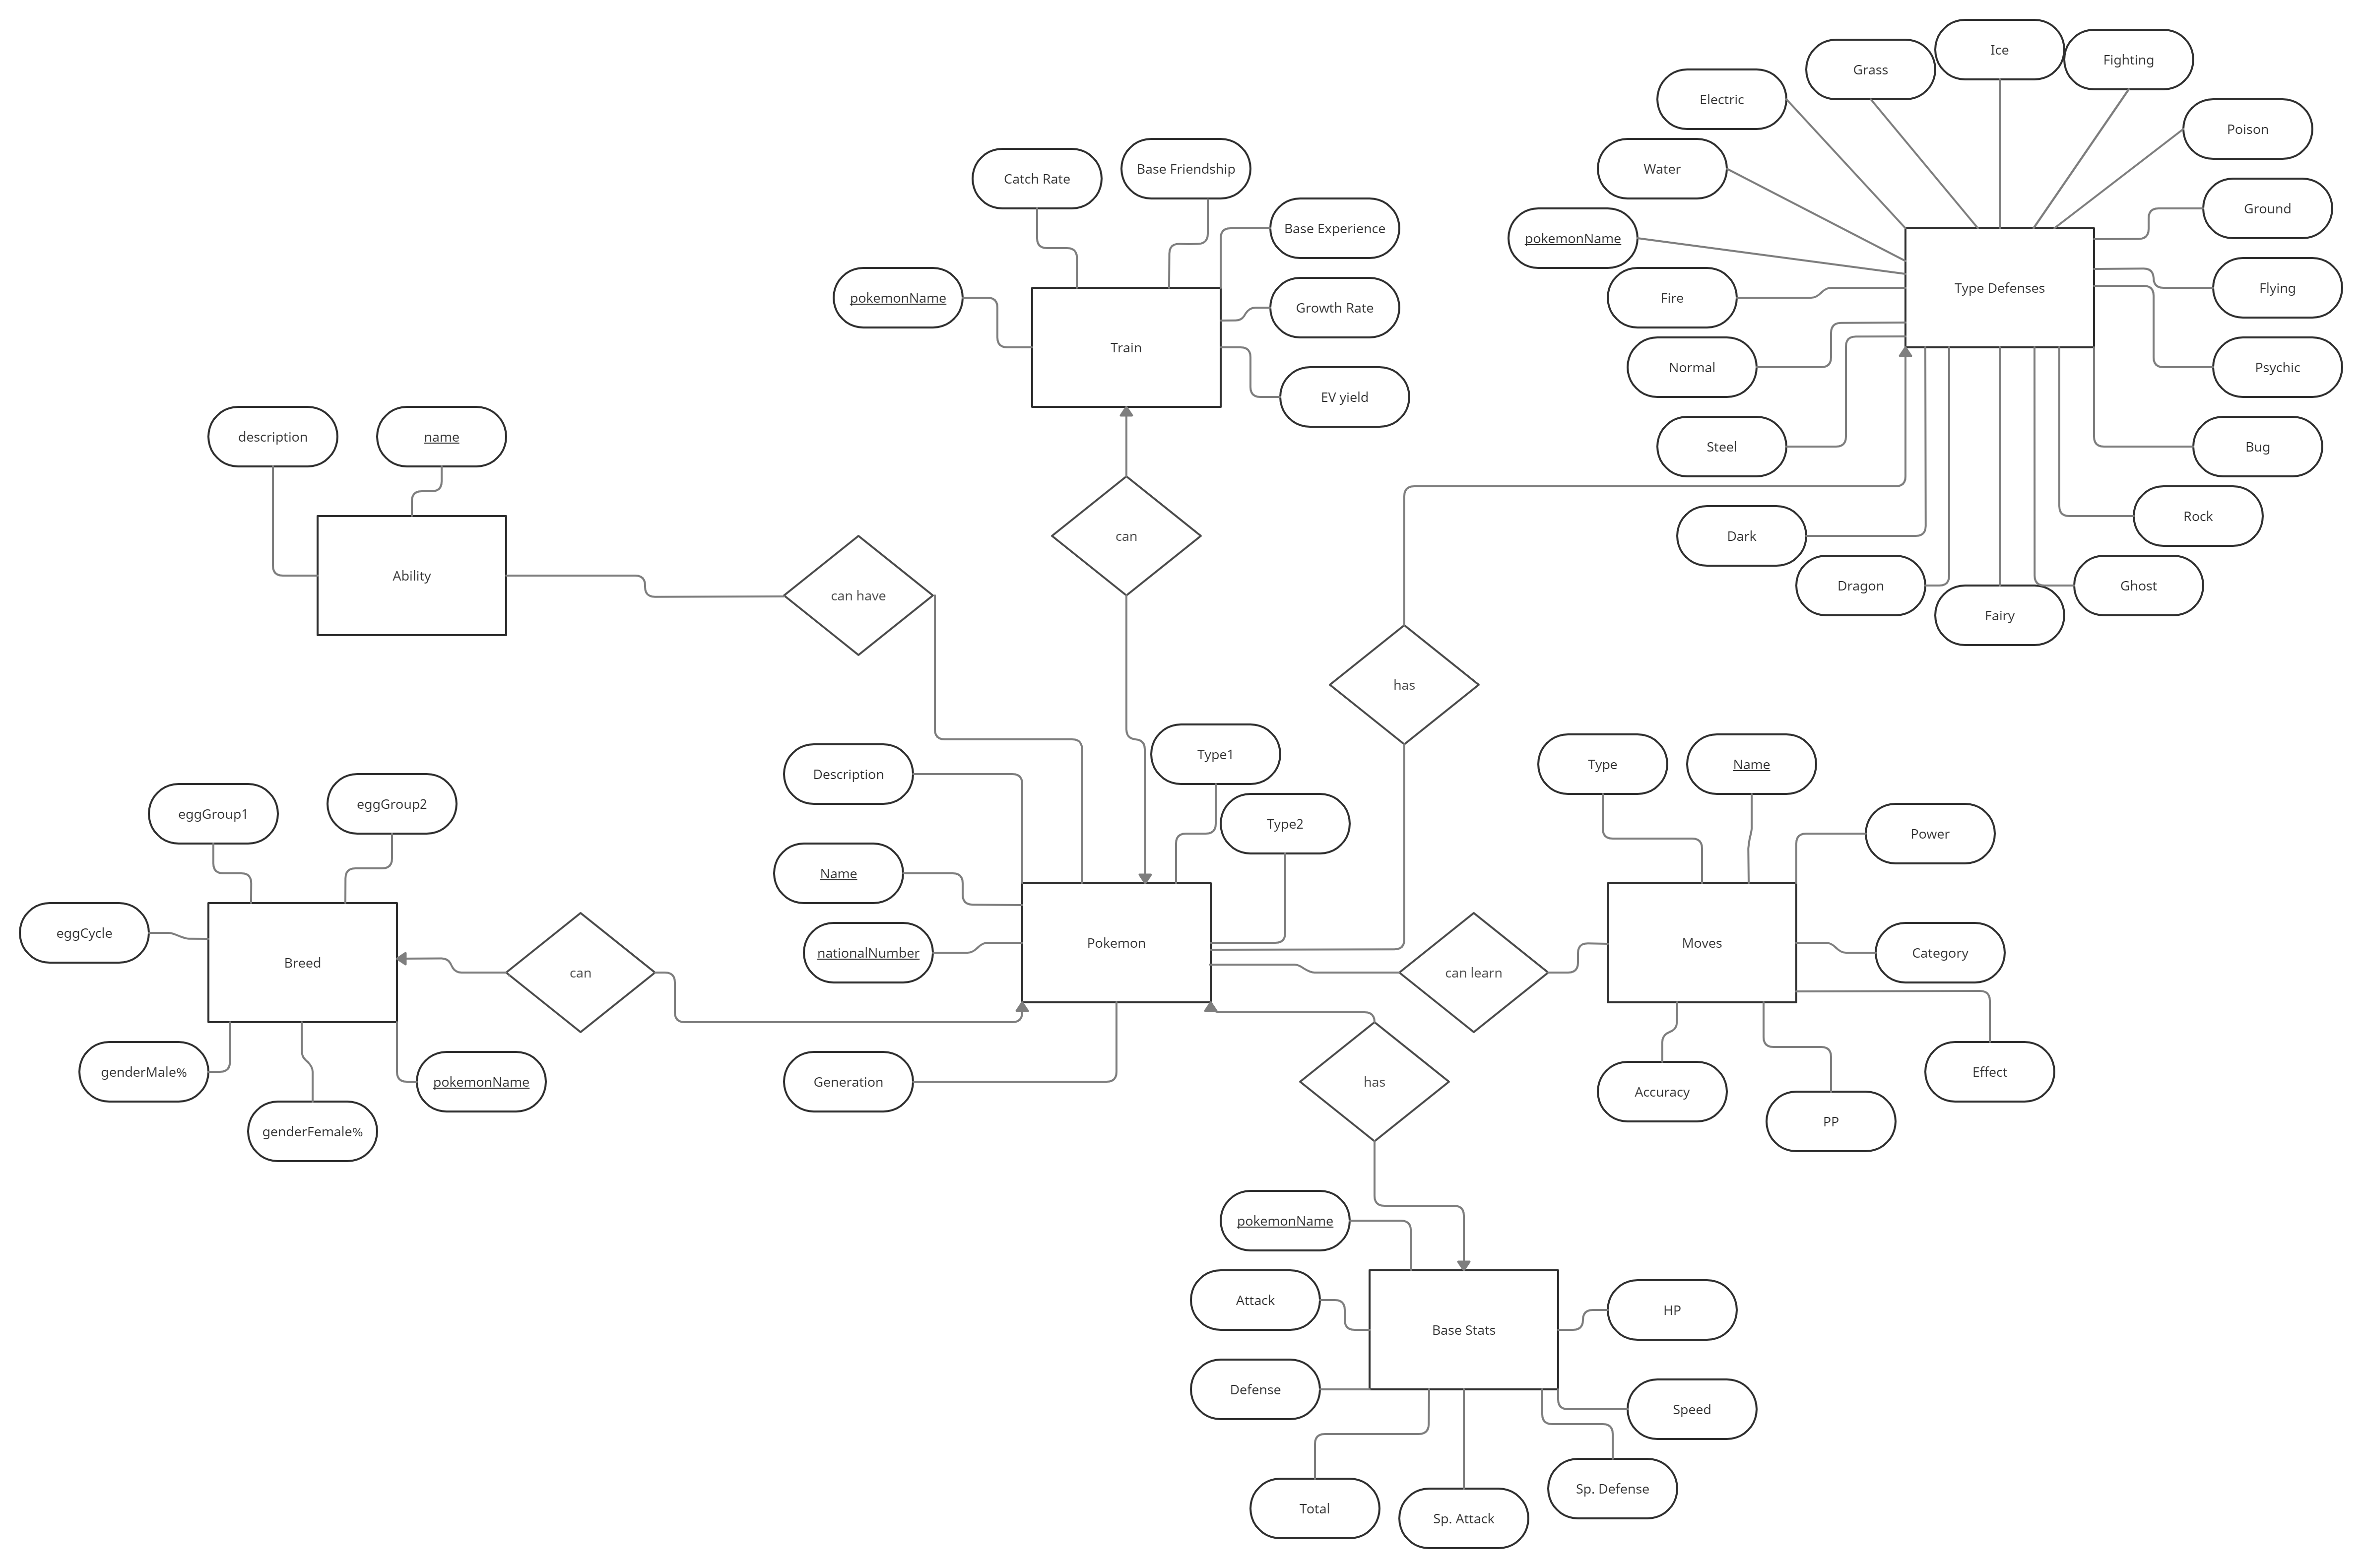 Ice
Fighting
Grass
Electric
Poison
Water
Catch Rate
Base Friendship
Ground
Base Experience
pokemonName
Type Defenses
Flying
pokemonName
Fire
Growth Rate
Train
Normal
Psychic
EV yield
description
name
Steel
Bug
Rock
can
Dark
Ability
can have
Dragon
Ghost
Fairy
has
Type1
Description
Type
Name
eggGroup1
eggGroup2
Type2
Power
Name
eggCycle
Breed
nationalNumber
Pokemon
Moves
Category
can
can learn
genderMale%
pokemonName
Generation
has
Accuracy
Effect
PP
genderFemale%
pokemonName
Attack
HP
Base Stats
Defense
Speed
Total
Sp. Attack
Sp. Defense